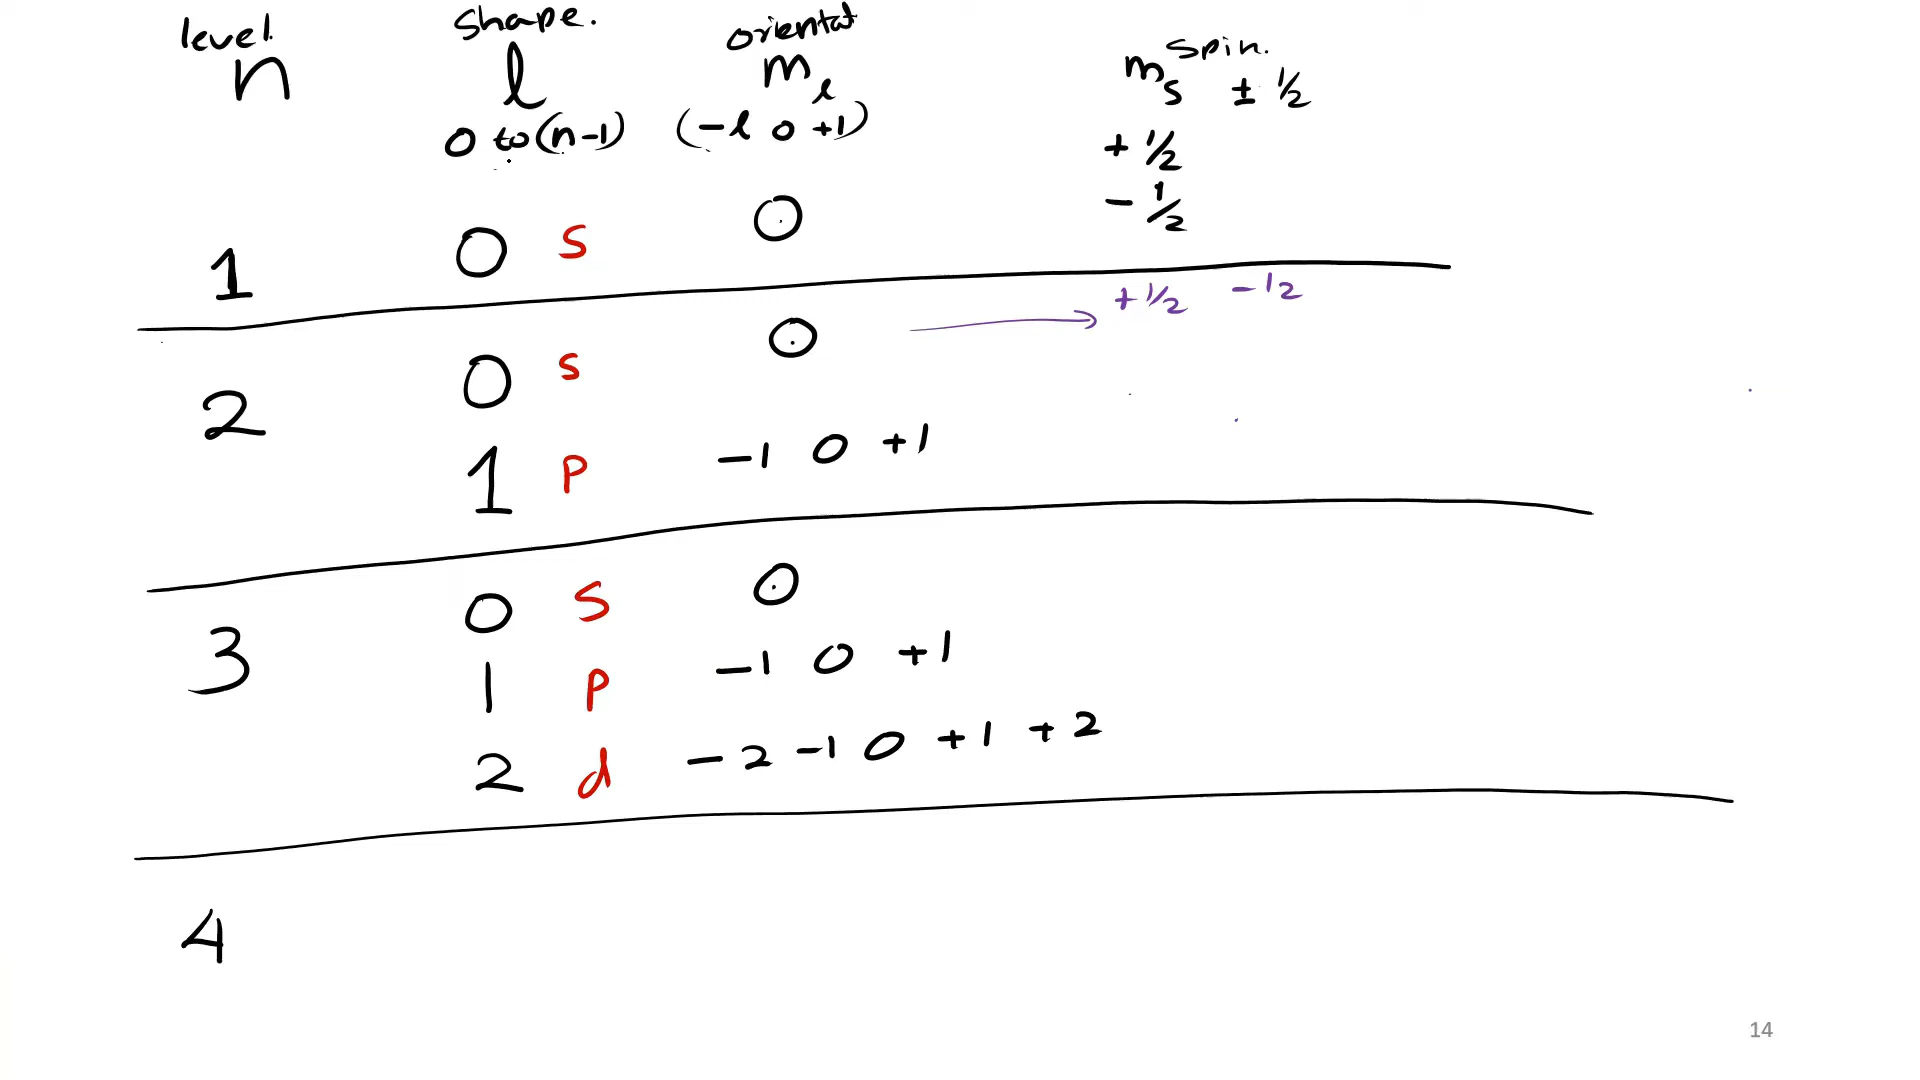 level shape. orientat spin.
n l mₗ mₛ ± 1/2
0 to (n-1) (-l 0 +1) + 1/2
- 1/2
1 0 s 0
+ 1/2 - 1/2
2 0 s 0
1 p -1 0 +1
3 0 s 0
1 p -1 0 +1
2 d -2 -1 0 +1 +2
4
14